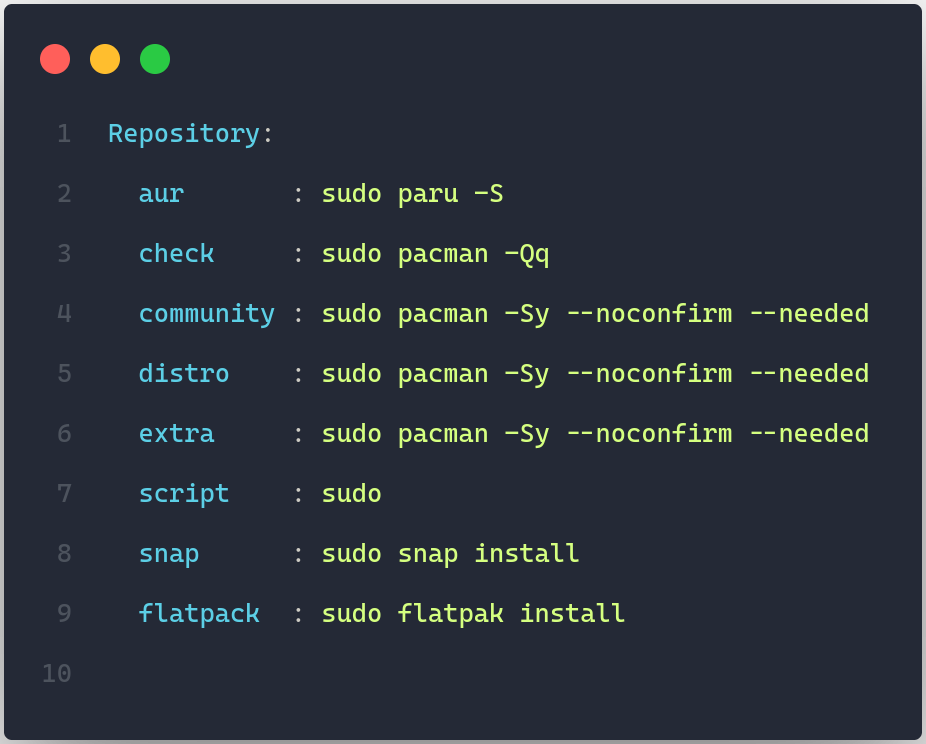 1 Repository:
2 aur : sudo paru -S
3 check : sudo pacman -Qq
4 community : sudo pacman -Sy --noconfirm --needed
5 distro : sudo pacman -Sy --noconfirm --needed
6 extra : sudo pacman -Sy --noconfirm --needed
7 script : sudo
8 snap : sudo snap install
9 flatpack : sudo flatpak install
10